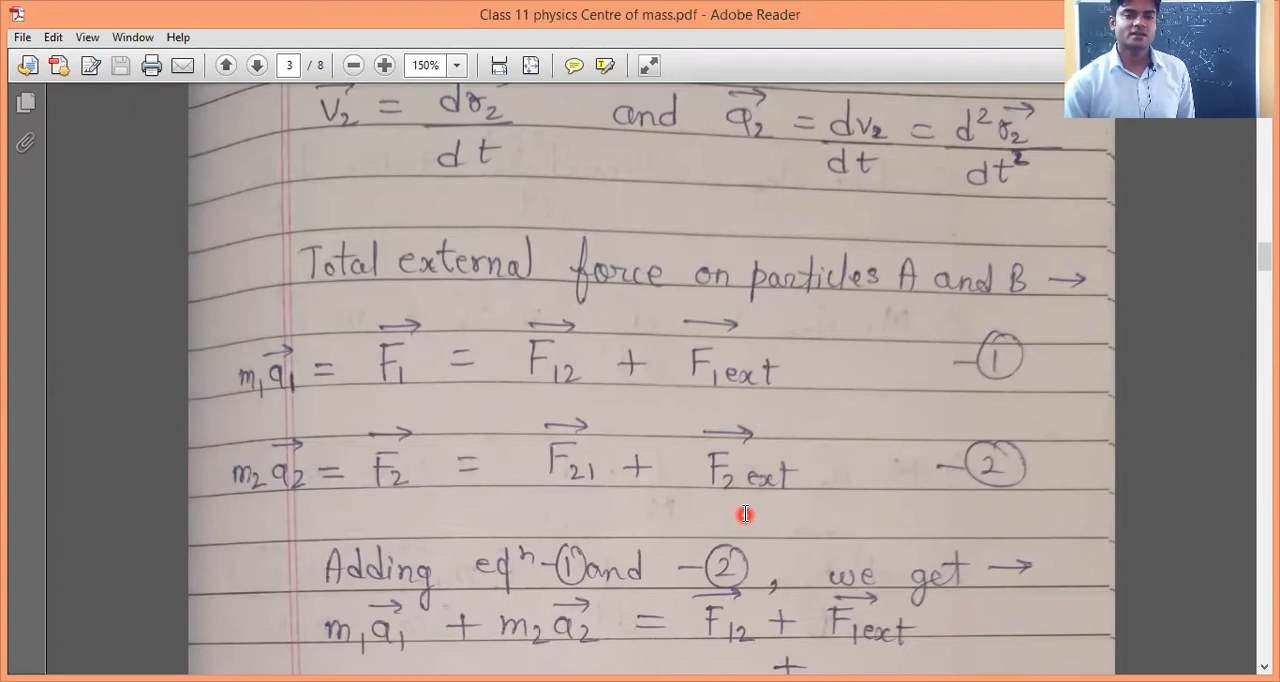 Class 11 physics Centre of mass.pdf - Adobe Reader
File Edit View Window Help
3 / 8 150%
v₂⃗ = dr₂/dt and a₂⃗ = dv₂/dt = d²r₂⃗/dt²
Total external force on particles A and B →
m₁a₁⃗ = F₁⃗ = F₁₂⃗ + F₁ext⃗ -①
m₂a₂⃗ = F₂⃗ = F₂₁⃗ + F₂ext⃗ -②
Adding eqⁿ -① and -②, we get →
m₁a₁⃗ + m₂a₂⃗ = F₁₂⃗ + F₁ext⃗
+